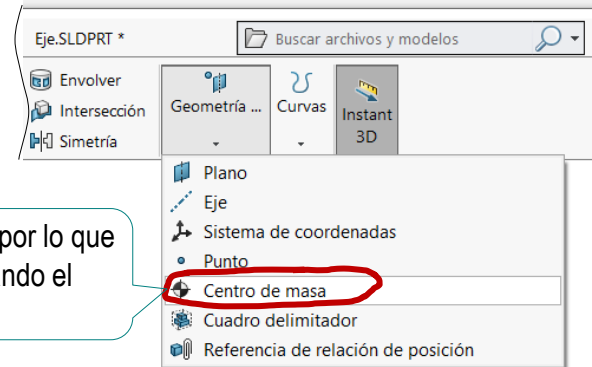 Eje.SLDPRT *
Buscar archivos y modelos
Envolver
Intersección
Simetría
Geometría ...
Curvas
Instant
3D
Plano
Eje
Sistema de coordenadas
Punto
Centro de masa
Cuadro delimitador
Referencia de relación de posición
por lo que
ndo el